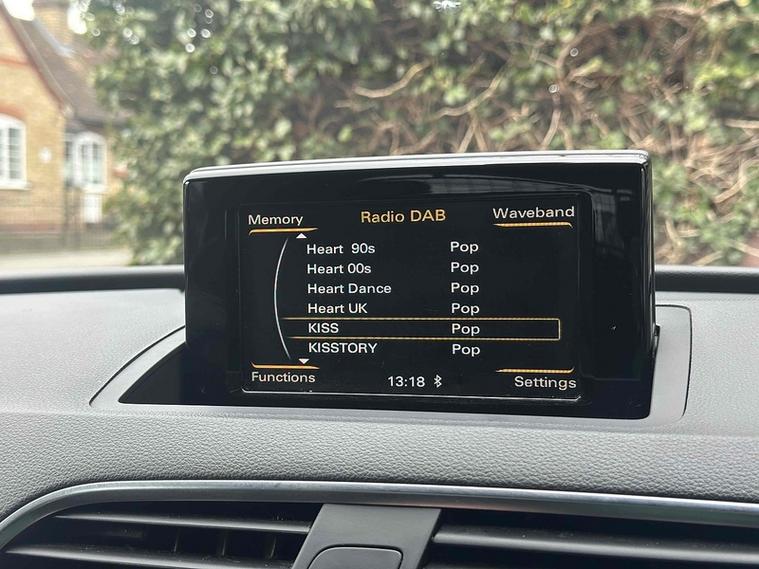 Memory Radio DAB Waveband
Heart 90s Pop
Heart 00s Pop
Heart Dance Pop
Heart UK Pop
KISS Pop
KISSTORY Pop
Functions 13:18 Settings